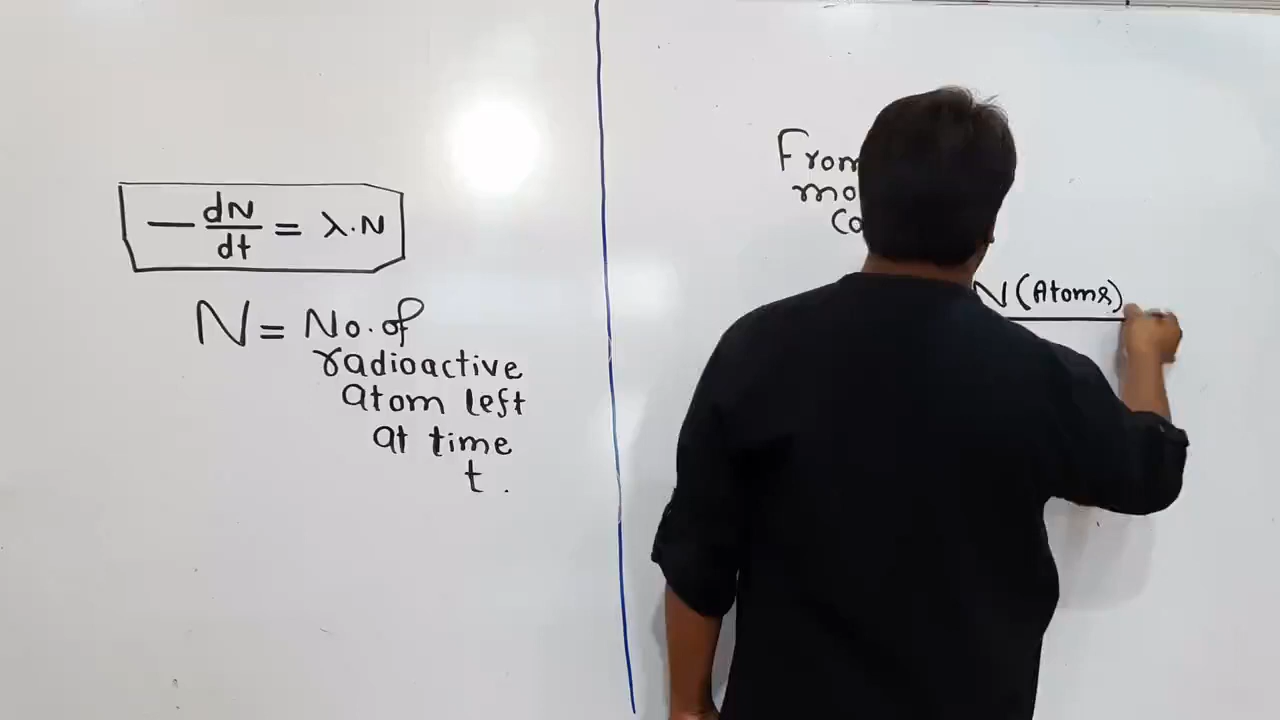 - dN/dt = λ.N
N = No. of
radioactive
atom left
at time
t.
From
N (Atoms)